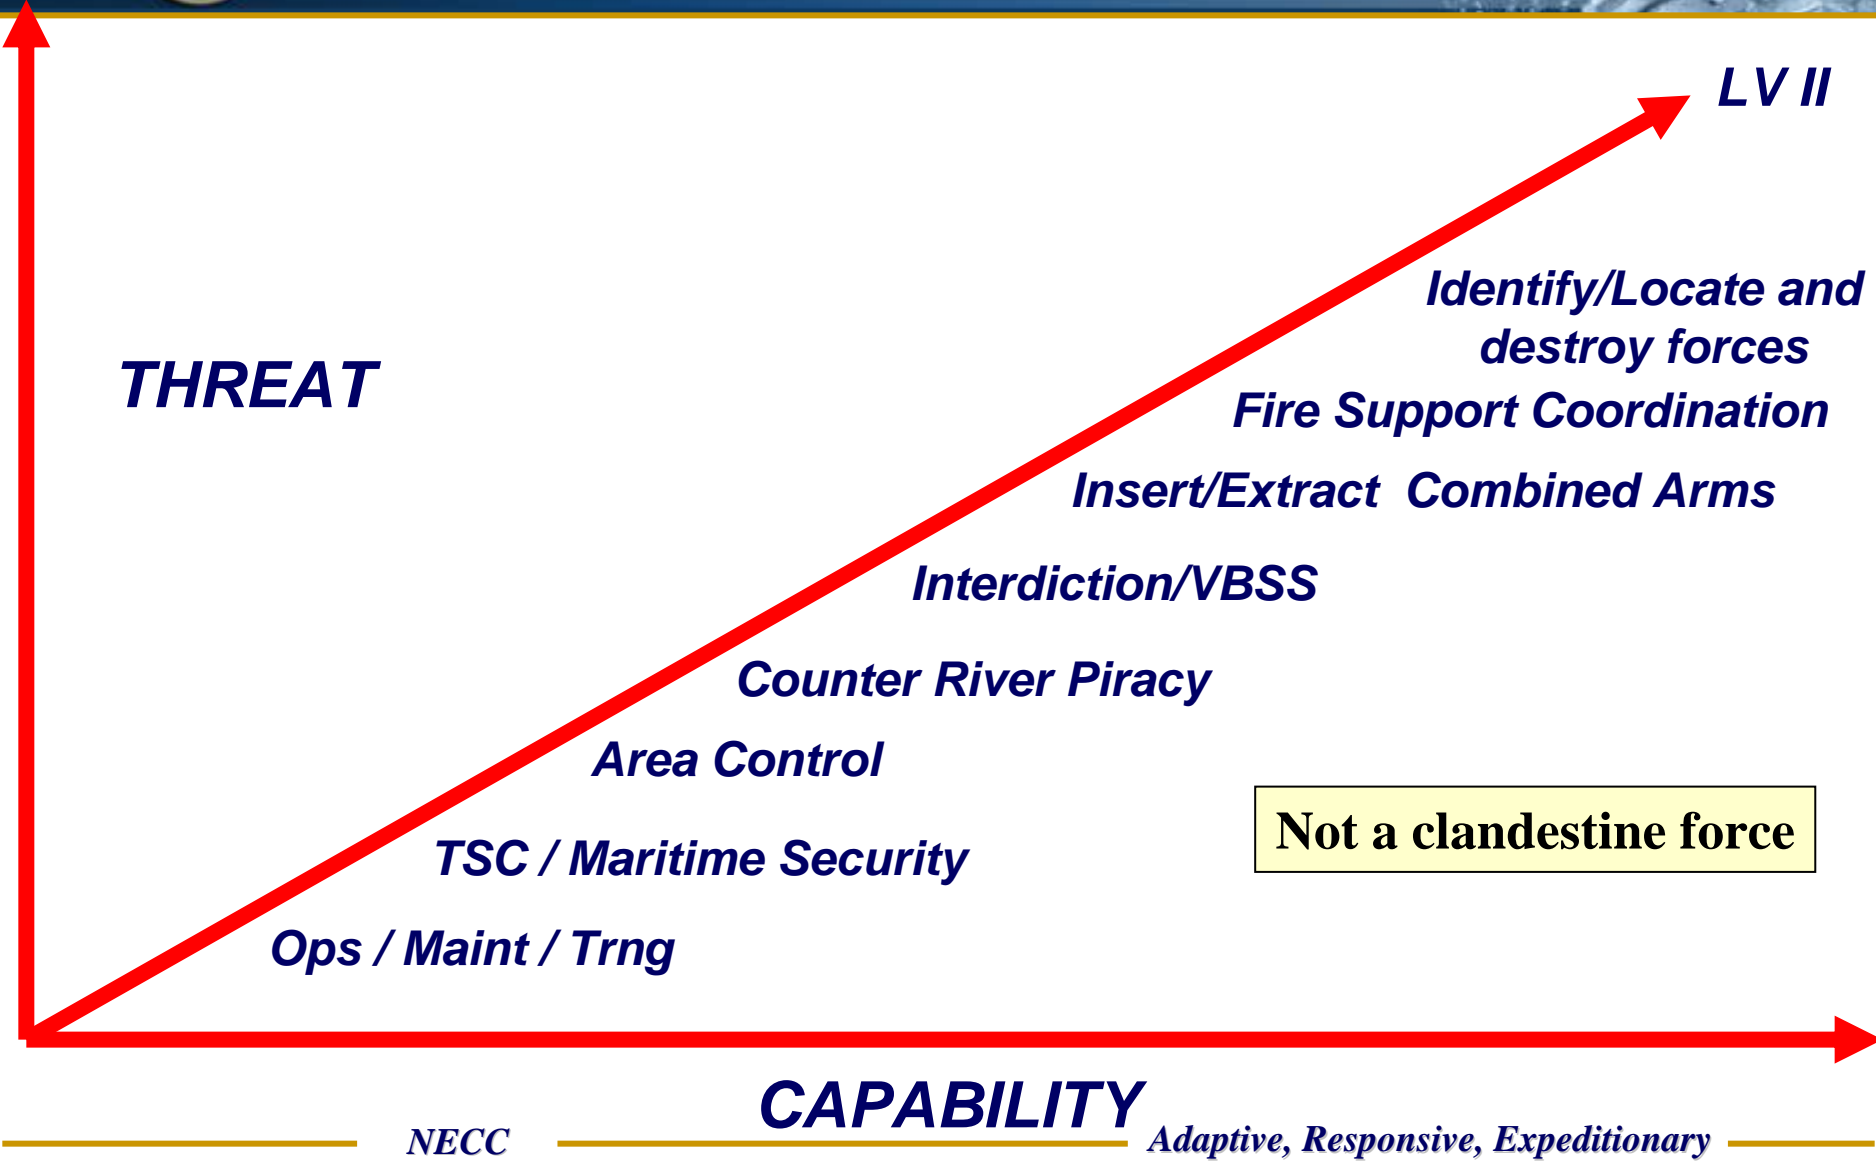 LV II
Identify/Locate and
destroy forces
THREAT
Fire Support Coordination
Insert/Extract  Combined Arms
Interdiction/VBSS
Counter River Piracy
Area Control
Not a clandestine force
TSC / Maritime Security
Ops / Maint / Trng
CAPABILITY
NECC
Adaptive, Responsive, Expeditionary